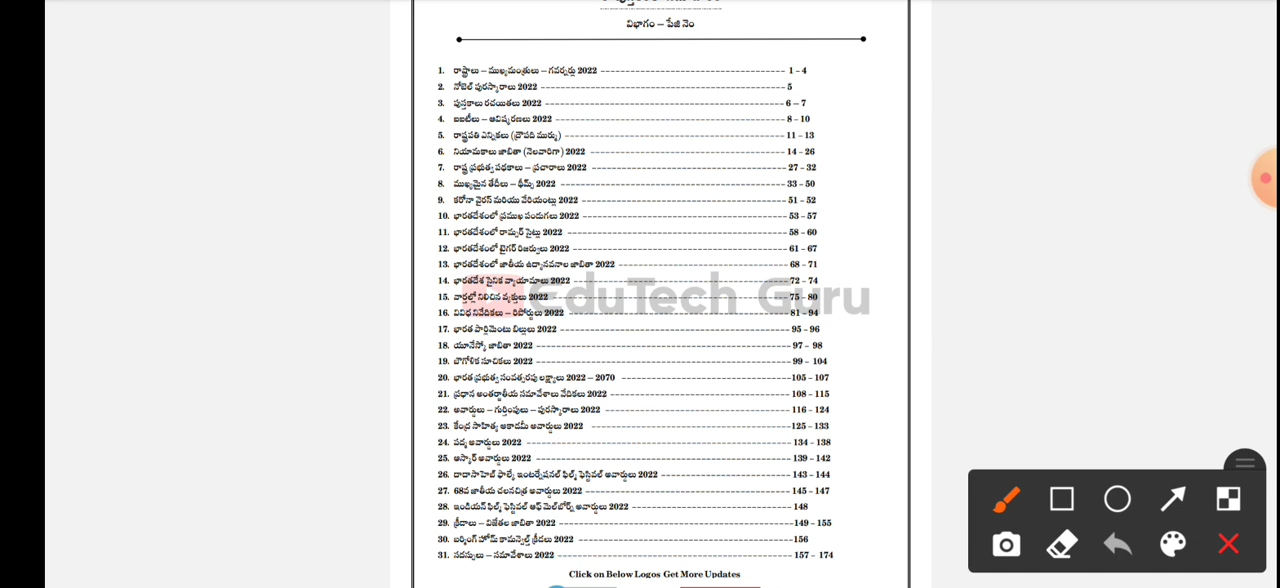 విభాగం – పేజి నెం
1. రాష్ట్రాలు – ముఖ్యమంత్రులు – గవర్నర్లు 2022 ---------- 1 - 4
2. నోబెల్ పురస్కారాలు 2022 ---------- 5
3. పుస్తకాలు రచయితలు 2022 ---------- 6 – 7
4. ఐఐటీలు – ఆవిష్కరణలు 2022 ---------- 8 - 10
5. రాష్ట్రపతి ఎన్నికలు (ద్రౌపది ముర్ము) ---------- 11 - 13
6. నియామకాలు జాబితా (నెలవారిగా) 2022 ---------- 14 - 26
7. రాష్ట్ర ప్రభుత్వ పథకాలు – ప్రచారాలు 2022 ---------- 27 - 32
8. ముఖ్యమైన తేదీలు – థీమ్స్ 2022 ---------- 33 - 50
9. కరోనా వైరస్ మరియు వేరియంట్లు 2022 ---------- 51 - 52
10. భారతదేశంలో ప్రముఖ పండుగలు 2022 ---------- 53 - 57
11. భారతదేశంలో రామ్సర్ సైట్లు 2022 ---------- 58 - 60
12. భారతదేశంలో టైగర్ రిజర్వులు 2022 ---------- 61 - 67
13. భారతదేశంలో జాతీయ ఉద్యానవనాల జాబితా 2022 ---------- 68 - 71
14. భారతదేశ సైనిక వ్యాయామాలు 2022 ---------- 72 - 74
15. వార్తల్లో నిలిచిన వ్యక్తులు 2022 ---------- 75 - 80
EduTech Guru
16. వివిధ నివేదికలు – రిపోర్టులు 2022 ---------- 81 - 94
17. భారత పార్లమెంటు బిల్లులు 2022 ---------- 95 - 96
18. యూనేస్కో జాబితా 2022 ---------- 97 - 98
19. బౌగోళిక సూచికలు 2022 ---------- 99 - 104
20. భారత ప్రభుత్వ సంవత్సరపు లక్ష్యాలు 2022 – 2070 ---------- 105 - 107
21. ప్రధాన అంతర్జాతీయ సమావేశాలు వేదికలు 2022 ---------- 108 - 115
22. అవార్డులు – గుర్తింపులు – పురస్కారాలు 2022 ---------- 116 - 124
23. కేంద్ర సాహిత్య అకాడమీ అవార్డులు 2022 ---------- 125 - 133
24. పద్మ అవార్డులు 2022 ---------- 134 - 138
25. ఆస్కార్ అవార్డులు 2022 ---------- 139 - 142
26. దాదాసాహెబ్ ఫాల్కే ఇంటర్నేషనల్ ఫిల్మ్ ఫెస్టివల్ అవార్డులు 2022 ---------- 143 - 144
27. 68వ జాతీయ చలనచిత్ర అవార్డులు 2022 ---------- 145 - 147
28. ఇండియన్ ఫిల్మ్ ఫెస్టివల్ ఆఫ్ మెల్‌బోర్న్ అవార్డులు 2022 ---------- 148
29. క్రీడాలు – విజేతల జాబితా 2022 ---------- 149 - 155
30. బర్మింగ్ హోమ్ కామన్వెల్త్ క్రీడలు 2022 ---------- 156
31. సదస్సులు – సమావేశాలు 2022 ---------- 157 - 174
Click on Below Logos Get More Updates